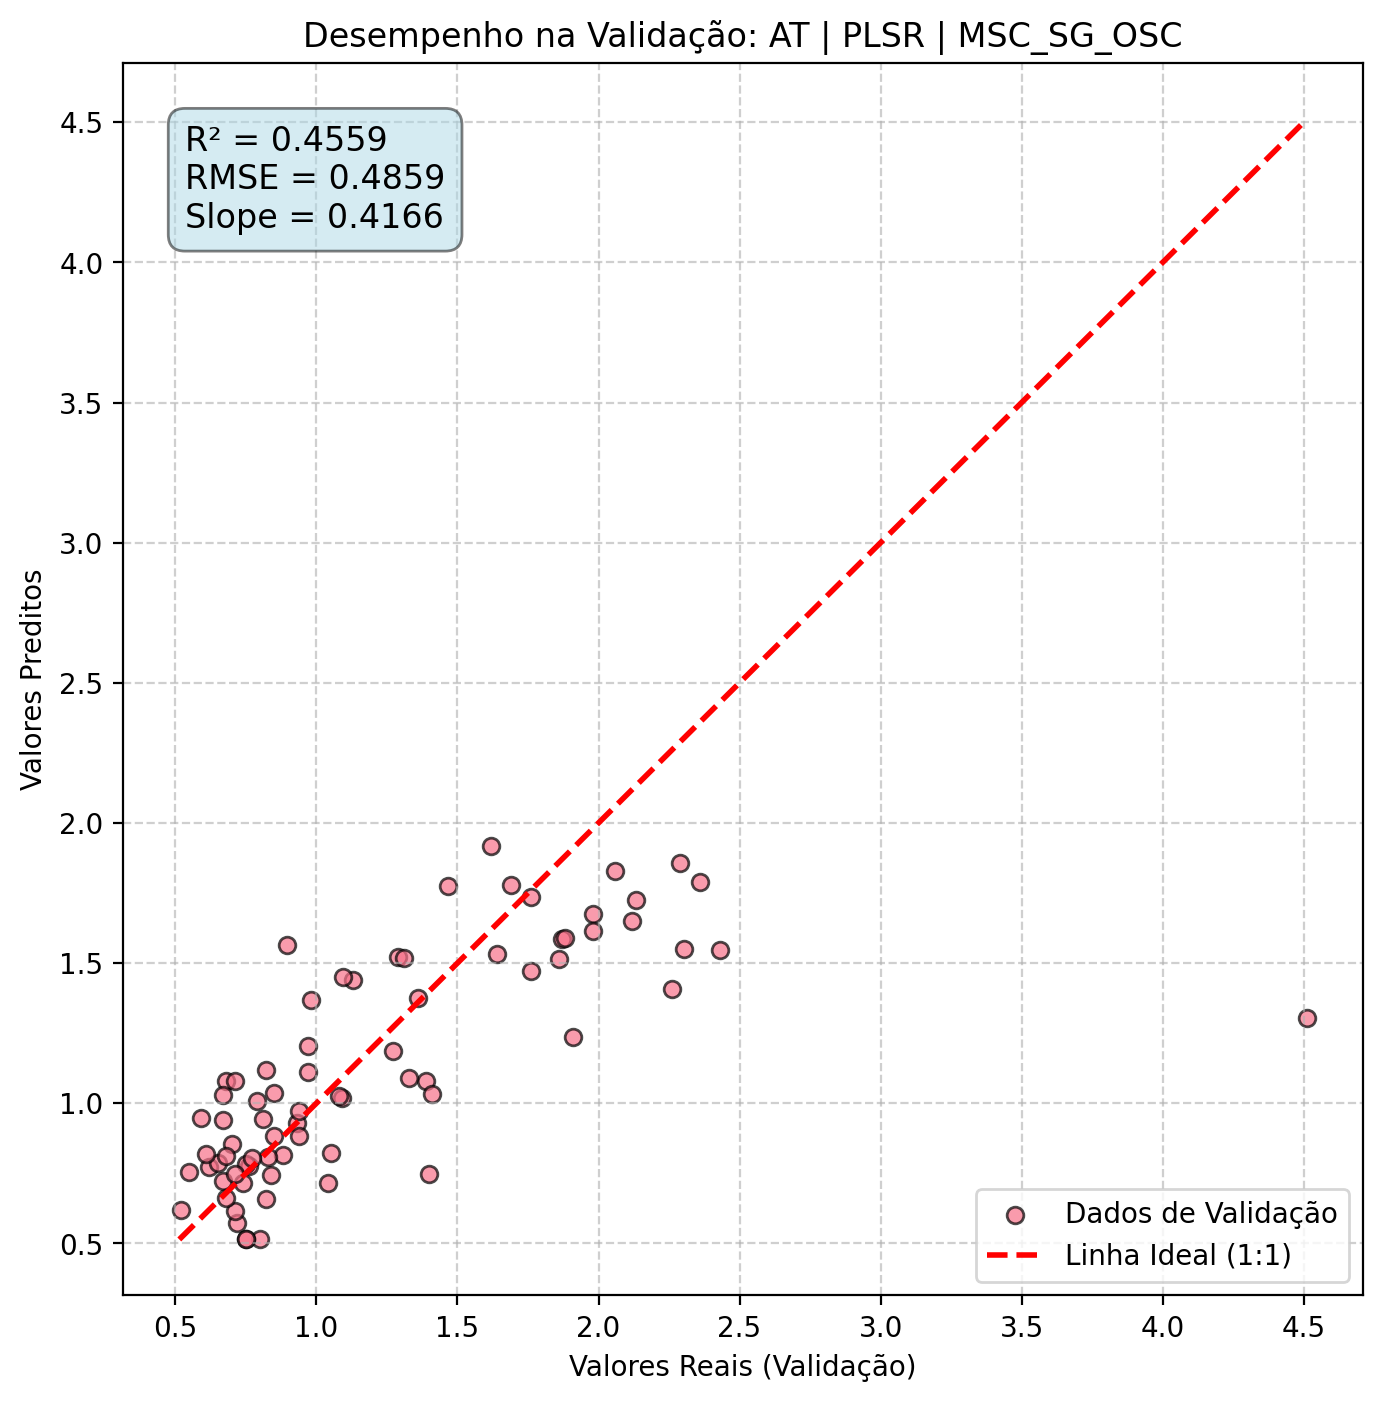 Desempenho na Validação: AT | PLSR | MSC_SG_OSC
R² = 0.4559
RMSE = 0.4859
Slope = 0.4166
4.5
4.0
3.5
3.0
2.5
2.0
1.5
1.0
0.5
Valores Preditos
Dados de Validação
Linha Ideal (1:1)
0.5 1.0 1.5 2.0 2.5 3.0 3.5 4.0 4.5
Valores Reais (Validação)